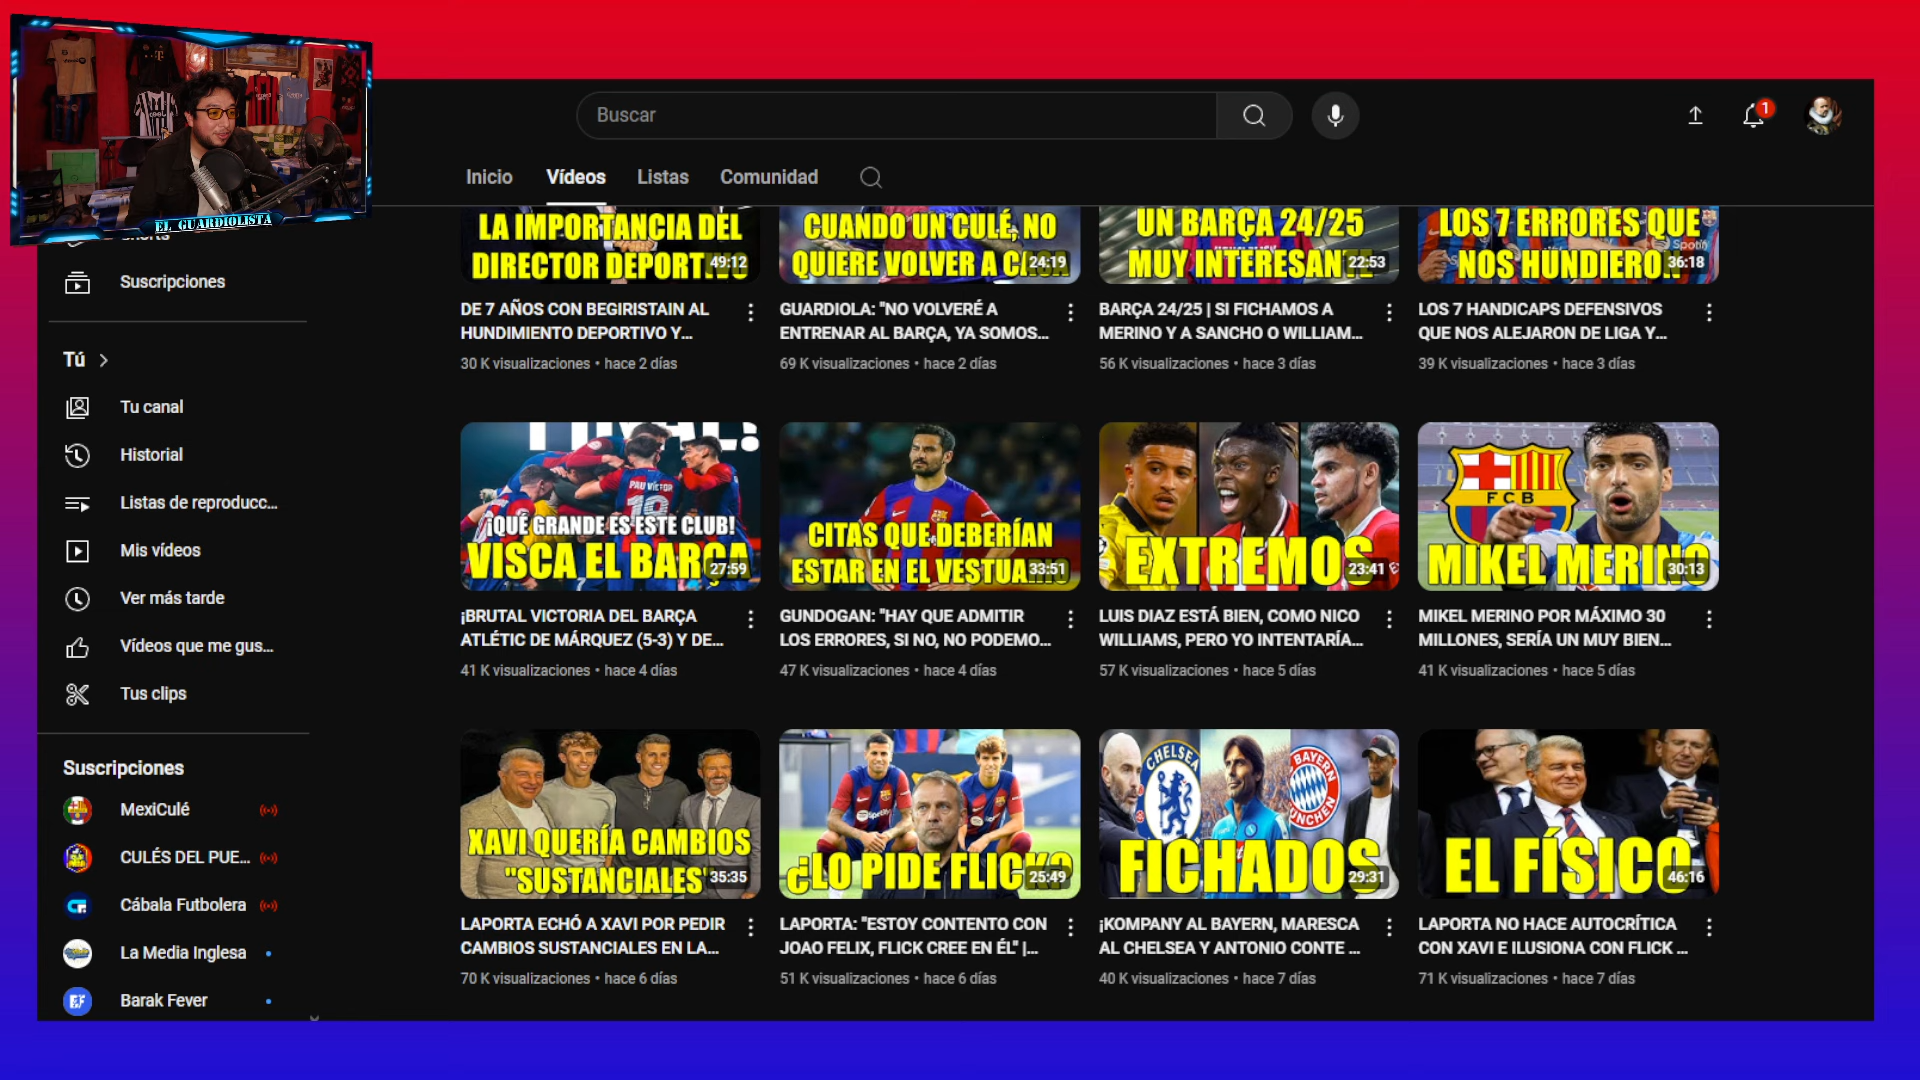 EL GUARDIOLISTA
Buscar
1
Inicio
Vídeos
Listas
Comunidad
Suscripciones
Tú
Tu canal
Historial
Listas de reproducc...
Mis vídeos
Ver más tarde
Vídeos que me gus...
Tus clips
Suscripciones
MexiCulé
CULÉS DEL PUE...
Cábala Futbolera
La Media Inglesa
Barak Fever
LA IMPORTANCIA DEL
DIRECTOR DEPORT
49:12
DE 7 AÑOS CON BEGIRISTAIN AL
HUNDIMIENTO DEPORTIVO Y...
30 K visualizaciones • hace 2 días
CUANDO UN CULÉ, NO
QUIERE VOLVER A
24:19
GUARDIOLA: "NO VOLVERÉ A
ENTRENAR AL BARÇA, YA SOMOS...
69 K visualizaciones • hace 2 días
UN BARÇA 24/25
MUY INTERESAN
22:53
BARÇA 24/25 | SI FICHAMOS A
MERINO Y A SANCHO O WILLIAM...
56 K visualizaciones • hace 3 días
LOS 7 ERRORES QUE
NOS HUNDIERO
36:18
LOS 7 HANDICAPS DEFENSIVOS
QUE NOS ALEJARON DE LIGA Y...
39 K visualizaciones • hace 3 días
PAU VÍCTOR
¡QUÉ GRANDE ES ESTE CLUB!
VISCA EL BARÇA
27:59
¡BRUTAL VICTORIA DEL BARÇA
ATLÉTIC DE MÁRQUEZ (5-3) Y DE...
41 K visualizaciones • hace 4 días
CITAS QUE DEBERÍAN
ESTAR EN EL VESTUA
33:51
GUNDOGAN: "HAY QUE ADMITIR
LOS ERRORES, SI NO, NO PODEMO...
47 K visualizaciones • hace 4 días
EXTREMOS
23:41
LUIS DIAZ ESTÁ BIEN, COMO NICO
WILLIAMS, PERO YO INTENTARÍA...
57 K visualizaciones • hace 5 días
FCB
MIKEL MERINO
30:13
MIKEL MERINO POR MÁXIMO 30
MILLONES, SERÍA UN MUY BIEN...
41 K visualizaciones • hace 5 días
XAVI QUERÍA CAMBIOS
"SUSTANCIALES"
35:35
LAPORTA ECHÓ A XAVI POR PEDIR
CAMBIOS SUSTANCIALES EN LA...
70 K visualizaciones • hace 6 días
¿LO PIDE FLICK?
25:49
LAPORTA: "ESTOY CONTENTO CON
JOAO FELIX, FLICK CREE EN ÉL" |...
51 K visualizaciones • hace 6 días
CHELSEA
BAYERN
FICHADOS
29:31
¡KOMPANY AL BAYERN, MARESCA
AL CHELSEA Y ANTONIO CONTE ...
40 K visualizaciones • hace 7 días
EL FÍSICO
46:16
LAPORTA NO HACE AUTOCRÍTICA
CON XAVI E ILUSIONA CON FLICK ...
71 K visualizaciones • hace 7 días